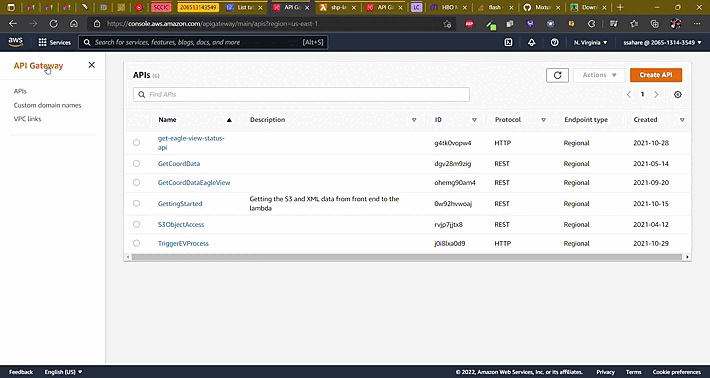 SCCIC
206513143549
List ta
API G
shp-la
API G
LC
HBO M
flash
Mixtur
Downl
https://console.aws.amazon.com/apigateway/main/apis?region=us-east-1
aws
Services
Search for services, features, blogs, docs, and more
[Alt+S]
N. Virginia
ssahare @ 2065-1314-3549
API Gateway
APIs
Custom domain names
VPC links
APIs (6)
Actions
Create API
Find APIs
1
Name
Description
ID
Protocol
Endpoint type
Created
get-eagle-view-status-
api
g4tk0vopw4
HTTP
Regional
2021-10-28
GetCoordData
dgv28m9zig
REST
Regional
2021-05-14
GetCoordDataEagleView
ohemg90am4
REST
Regional
2021-09-20
GettingStarted
Getting the S3 and XML data from front end to the
lambda
0w92hvwoaj
REST
Regional
2021-10-15
S3ObjectAccess
rvjp7jjtx8
REST
Regional
2021-04-12
TriggerEVProcess
j0i8lxa0d9
HTTP
Regional
2021-10-29
Feedback
English (US)
© 2022, Amazon Web Services, Inc. or its affiliates.
Privacy
Terms
Cookie preferences